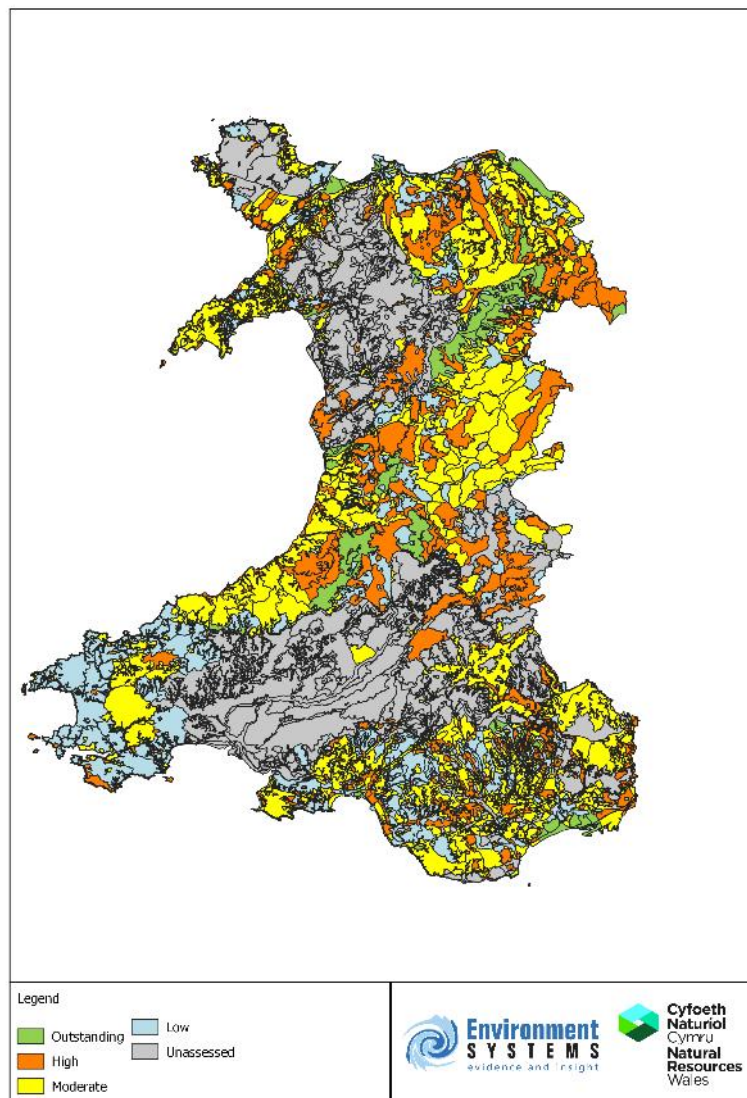 Legend
Outstanding
High
Moderate
Low
Unassessed
Environment
SYSTEMS
evidence and insight
Cyfoeth
Naturiol
Cymru
Natural
Resources
Wales